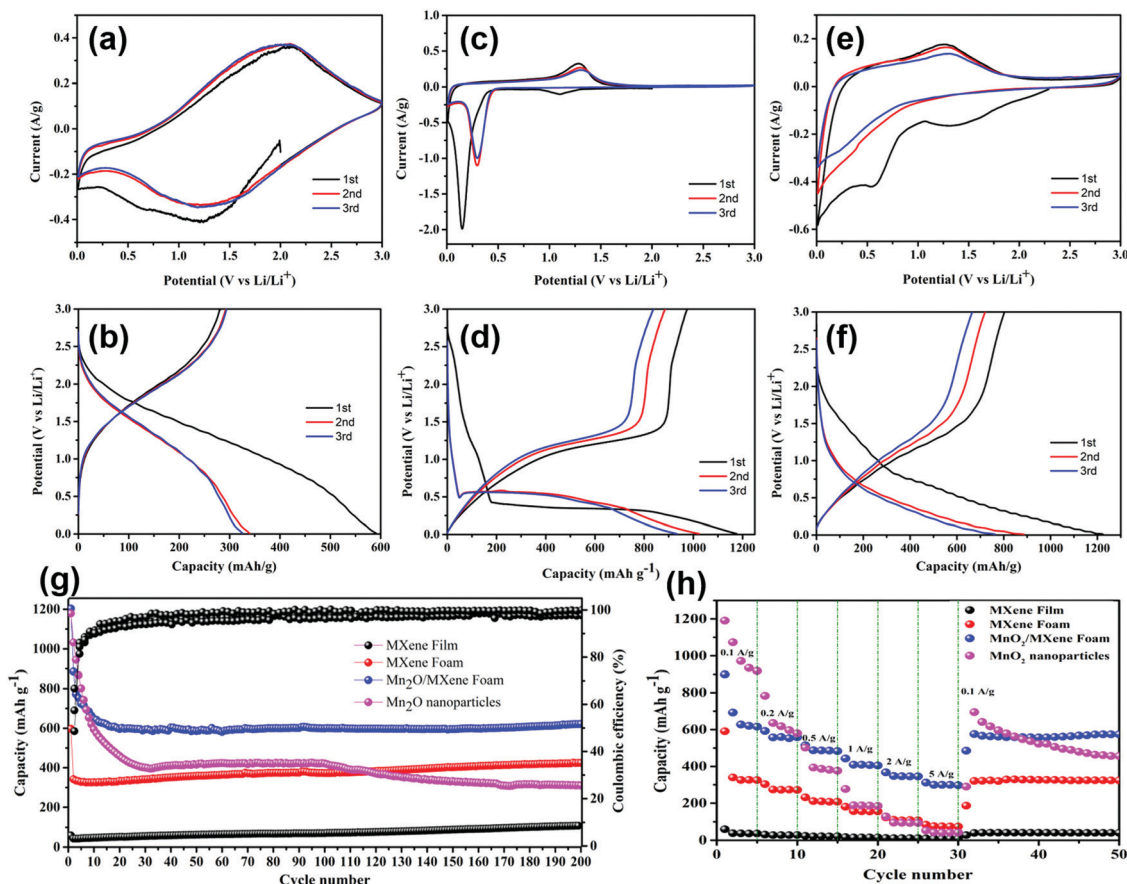 (a)
0.4
0.2
0.0
-0.2
-0.4
Current (A/g)
1st
2nd
3rd
0.0 0.5 1.0 1.5 2.0 2.5 3.0
Potential (V vs Li/Li+)
(c)
1.0
0.5
0.0
-0.5
-1.0
-1.5
-2.0
Current (A/g)
1st
2nd
3rd
0.0 0.5 1.0 1.5 2.0 2.5 3.0
Potential (V vs Li/Li+)
(e)
0.2
0.0
-0.2
-0.4
-0.6
Current (A/g)
1st
2nd
3rd
0.0 0.5 1.0 1.5 2.0 2.5 3.0
Potential (V vs Li/Li+)
(b)
3.0
2.5
2.0
1.5
1.0
0.5
0.0
Potential (V vs Li/Li+)
1st
2nd
3rd
0 100 200 300 400 500 600
Capacity (mAh/g)
(d)
3.0
2.5
2.0
1.5
1.0
0.5
0.0
Potential (V vs Li/Li+)
1st
2nd
3rd
0 200 400 600 800 1000 1200
Capacity (mAh g-1)
(f)
3.0
2.5
2.0
1.5
1.0
0.5
0.0
Potential (V vs Li/Li+)
1st
2nd
3rd
0 200 400 600 800 1000 1200
Capacity (mAh/g)
(g)
1200
1000
800
600
400
200
0
Capacity (mAh g-1)
MXene Film
MXene Foam
Mn2O/MXene Foam
Mn2O nanoparticles
100
80
60
40
20
0
Coulombic efficiency (%)
0 10 20 30 40 50 60 70 80 90 100 110 120 130 140 150 160 170 180 190 200
Cycle number
(h)
1200
1000
800
600
400
200
0
Capacity (mAh g-1)
MXene Film
MXene Foam
MnO2/MXene Foam
MnO2 nanoparticles
0.1 A/g
0.2 A/g
0.5 A/g
1 A/g
2 A/g
5 A/g
0.1 A/g
0 10 20 30 40 50
Cycle number